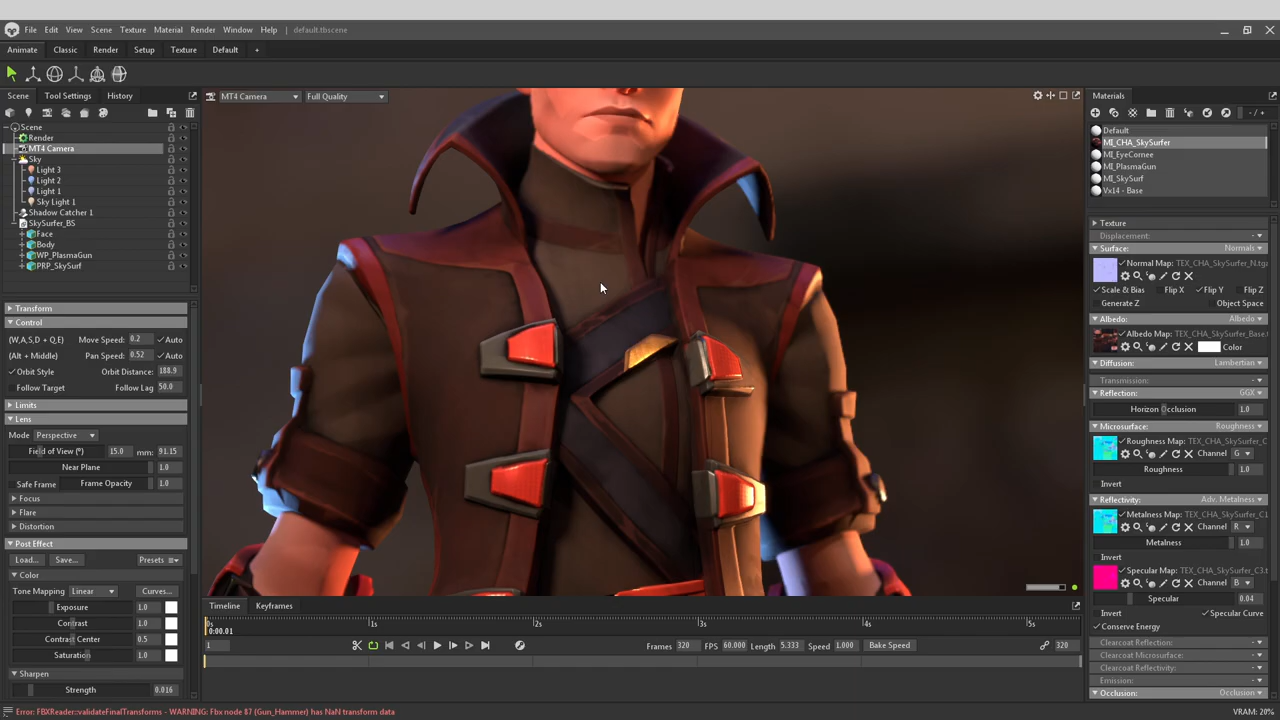 File Edit View Scene Texture Material Render Window Help default.tbscene
Animate Classic Render Setup Texture Default +
Scene Tool Settings History
MT4 Camera Full Quality
Materials
Scene
Render
MT4 Camera
Sky
Light 3
Light 2
Light 1
Sky Light 1
Shadow Catcher 1
SkySurfer_BS
Face
Body
WP_PlasmaGun
PRP_SkySurf
Transform
Control
(W,A,S,D + Q,E) Move Speed: 0.2 Auto
(Alt + Middle) Pan Speed: 0.52 Auto
Orbit Style Orbit Distance: 188.9
Follow Target Follow Lag 50.0
Limits
Lens
Mode Perspective
Field of View (°) 15.0 mm: 91.15
Near Plane 1.0
Safe Frame Frame Opacity 1.0
Focus
Flare
Distortion
Post Effect
Load... Save... Presets
Color
Tone Mapping Linear Curves...
Exposure 1.0
Contrast 1.0
Contrast Center 0.5
Saturation 1.0
Sharpen
Strength 0.016
Timeline Keyframes
0s 1s 2s 3s 4s 5s
0:00.01
1 Frames 320 FPS 60.000 Length 5.333 Speed 1.000 Bake Speed 320
- / +
Default
MI_CHA_SkySurfer
MI_EyeCornee
MI_PlasmaGun
MI_SkySurf
Vx14 - Base
Texture
Displacement:
Surface: Normals
Normal Map: TEX_CHA_SkySurfer_N.tga
Scale & Bias Flip X Flip Y Flip Z
Generate Z Object Space
Albedo: Albedo
Albedo Map: TEX_CHA_SkySurfer_Base.
Color
Diffusion: Lambertian
Transmission:
Reflection: GGX
Horizon Occlusion 1.0
Microsurface: Roughness
Roughness Map: TEX_CHA_SkySurfer_C
Channel G
Roughness 1.0
Invert
Reflectivity: Adv. Metalness
Metalness Map: TEX_CHA_SkySurfer_C1
Channel R
Metalness 1.0
Invert
Specular Map: TEX_CHA_SkySurfer_C3.
Channel B
Specular 0.04
Invert Specular Curve
Conserve Energy
Clearcoat Reflection:
Clearcoat Microsurface:
Clearcoat Reflectivity:
Emission:
Occlusion: Occlusion
Error: FBXReader::validateFinalTransforms - WARNING: Fbx node 87 (Gun_Hammer) has NaN transform data
VRAM: 20%